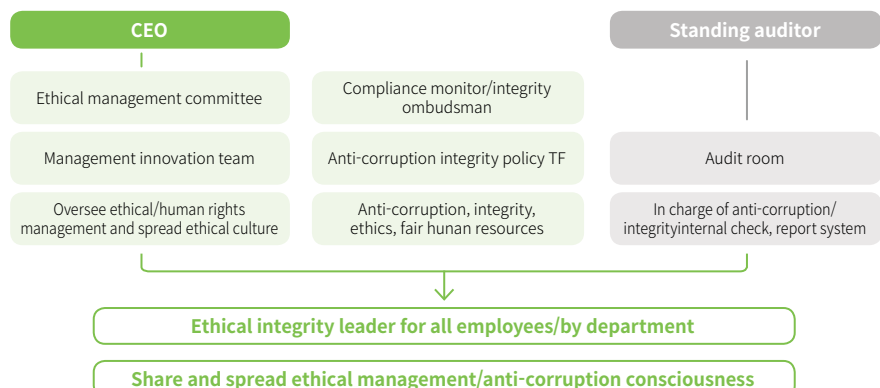 CEO
Standing auditor
Ethical management committee
Compliance monitor/integrity
ombudsman
Management innovation team
Anti-corruption integrity policy TF
Audit room
Oversee ethical/human rights
management and spread ethical culture
Anti-corruption, integrity,
ethics, fair hunan resources
In charge of anti-corruption/
integrityinternal check, report system
Ethical integrity leader for all employees/by department
Share and spread ethical management/anti-corruption consciousness